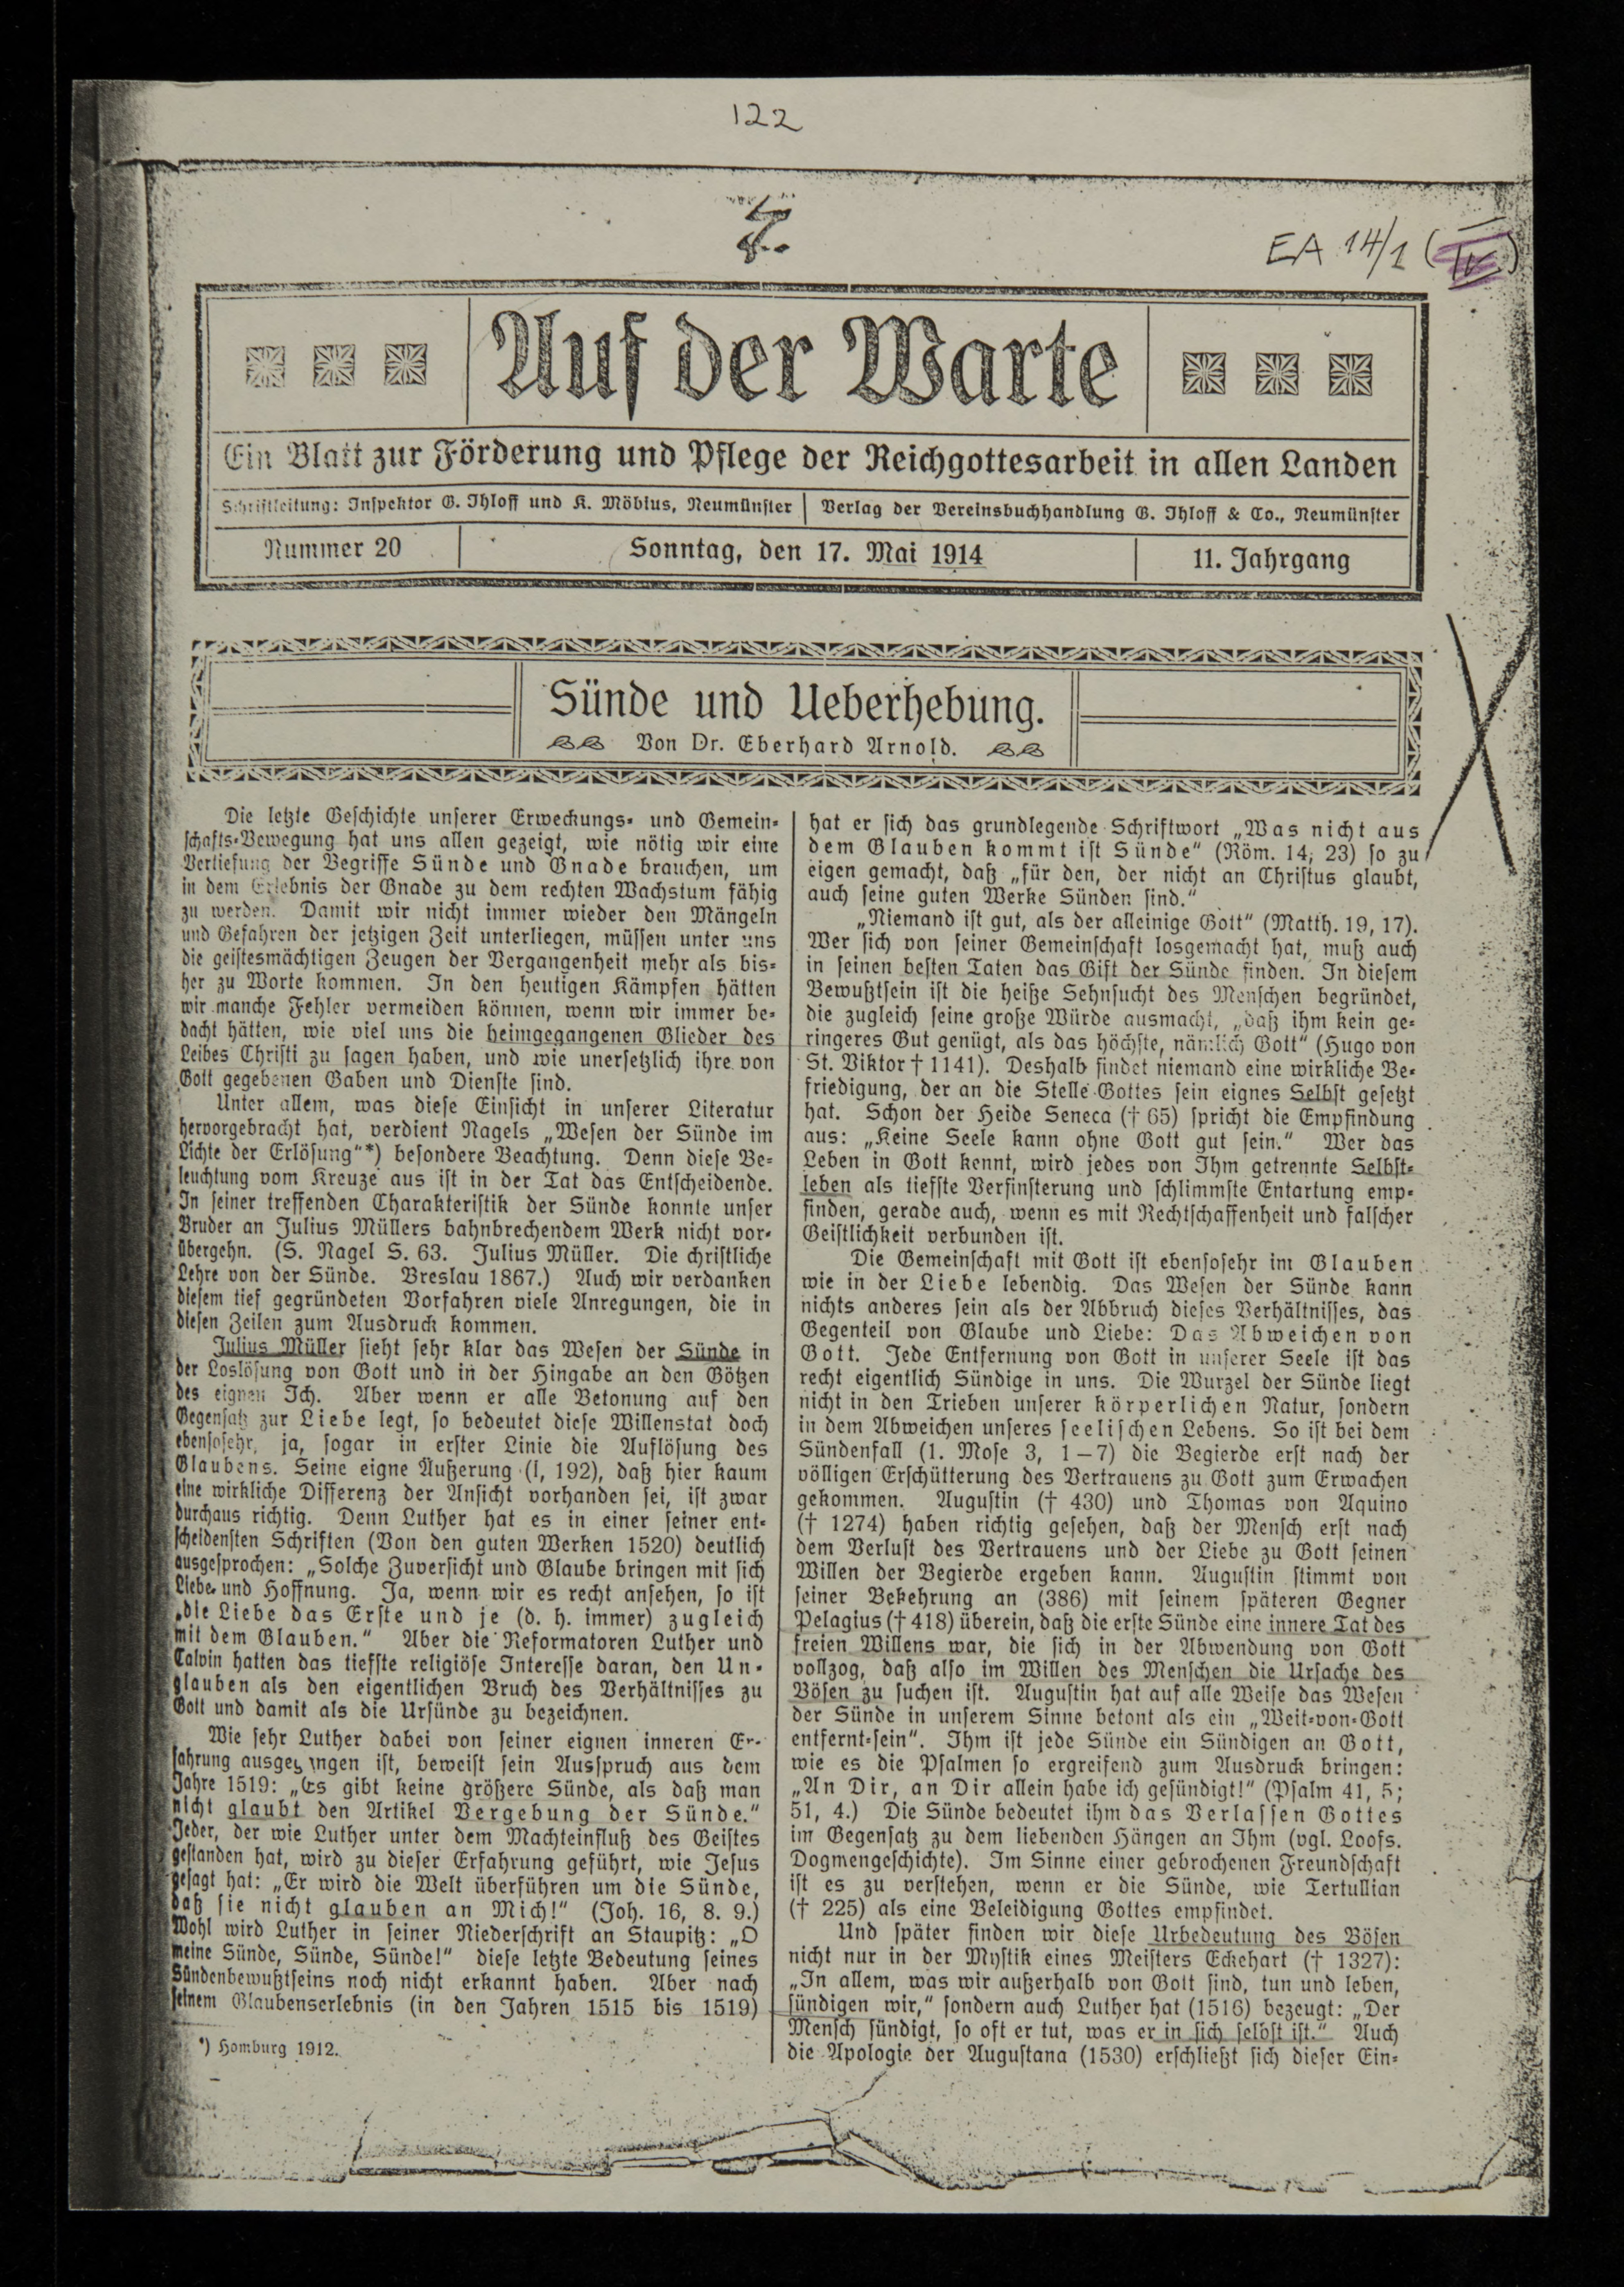 122
EA 14/1 (IV)
Auf der Warte
Ein Blatt zur Förderung und Pflege der Reichgottesarbeit in allen Landen
Schriftleitung: Inspektor G. Ihloff und K. Möbius, Neumünster
Verlag der Vereinsbuchhandlung G. Ihloff & Co., Neumünster
Nummer 20
Sonntag, den 17. Mai 1914
11. Jahrgang
Sünde und Ueberhebung.
Von Dr. Eberhard Arnold.
Die letzte Geschichte unserer Erweckungs- und Gemein-
schafts-Bewegung hat uns allen gezeigt, wie nötig wir eine
Vertiefung der Begriffe Sünde und Gnade brauchen, um
in dem Erlebnis der Gnade zu dem rechten Wachstum fähig
zu werden. Damit wir nicht immer wieder den Mängeln
und Gefahren der jetzigen Zeit unterliegen, müssen unter uns
die geistesmächtigen Zeugen der Vergangenheit mehr als bis-
her zu Worte kommen. In den heutigen Kämpfen hätten
wir manche Fehler vermeiden können, wenn wir immer be-
dacht hätten, wie viel uns die heimgegangenen Glieder des
Leibes Christi zu sagen haben, und wie unersetzlich ihre von
Gott gegebenen Gaben und Dienste sind.
Unter allem, was diese Einsicht in unserer Literatur
hervorgebracht hat, verdient Nagels „Wesen der Sünde im
Lichte der Erlösung“*) besondere Beachtung. Denn diese Be-
leuchtung vom Kreuze aus ist in der Tat das Entscheidende.
In seiner treffenden Charakteristik der Sünde konnte unser
Bruder an Julius Müllers bahnbrechendem Werk nicht vor-
übergehn. (S. Nagel S. 63. Julius Müller. Die christliche
Lehre von der Sünde. Breslau 1867.) Auch wir verdanken
diesem tief gegründeten Vorfahren viele Anregungen, die in
diesen Zeilen zum Ausdruck kommen.
Julius Müller sieht sehr klar das Wesen der Sünde in
der Loslösung von Gott und in der Hingabe an den Götzen
des eignen Ich. Aber wenn er alle Betonung auf den
Gegensatz zur Liebe legt, so bedeutet diese Willenstat doch
ebensosehr, ja, sogar in erster Linie die Auflösung des
Glaubens. Seine eigne Äußerung (I, 192), daß hier kaum
eine wirkliche Differenz der Ansicht vorhanden sei, ist zwar
durchaus richtig. Denn Luther hat es in einer seiner ent-
scheidensten Schriften (Von den guten Werken 1520) deutlich
ausgesprochen: „Solche Zuversicht und Glaube bringen mit sich
Liebe und Hoffnung. Ja, wenn wir es recht ansehen, so ist
die Liebe das Erste und je (d. h. immer) zugleich
mit dem Glauben.“ Aber die Reformatoren Luther und
Calvin hatten das tiefste religiöse Interesse daran, den Un-
glauben als den eigentlichen Bruch des Verhältnisses zu
Gott und damit als die Ursünde zu bezeichnen.
Wie sehr Luther dabei von seiner eignen inneren Er-
fahrung ausgegangen ist, beweist sein Ausspruch aus dem
Jahre 1519: „Es gibt keine größere Sünde, als daß man
nicht glaubt den Artikel Vergebung der Sünde.“
Jeder, der wie Luther unter dem Machteinfluß des Geistes
gestanden hat, wird zu dieser Erfahrung geführt, wie Jesus
gesagt hat: „Er wird die Welt überführen um die Sünde,
daß sie nicht glauben an Mich!“ (Joh. 16, 8. 9.)
Wohl wird Luther in seiner Niederschrift an Staupitz: „O
meine Sünde, Sünde, Sünde!“ diese letzte Bedeutung seines
Sündenbewußtseins noch nicht erkannt haben. Aber nach
seinem Glaubenserlebnis (in den Jahren 1515 bis 1519)
*) Homburg 1912.
hat er sich das grundlegende Schriftwort „Was nicht aus
dem Glauben kommt ist Sünde“ (Röm. 14, 23) so zu
eigen gemacht, daß „für den, der nicht an Christus glaubt,
auch seine guten Werke Sünden sind.“
„Niemand ist gut, als der alleinige Gott“ (Matth. 19, 17).
Wer sich von seiner Gemeinschaft losgemacht hat, muß auch
in seinen besten Taten das Gift der Sünde finden. In diesem
Bewußtsein ist die heiße Sehnsucht des Menschen begründet,
die zugleich seine große Würde ausmacht, „daß ihm kein ge-
ringeres Gut genügt, als das höchste, nämlich Gott“ (Hugo von
St. Viktor † 1141). Deshalb findet niemand eine wirkliche Be-
friedigung, der an die Stelle Gottes sein eignes Selbst gesetzt
hat. Schon der Heide Seneca († 65) spricht die Empfindung
aus: „Keine Seele kann ohne Gott gut sein.“ Wer das
Leben in Gott kennt, wird jedes von Ihm getrennte Selbst-
leben als tiefste Verfinsterung und schlimmste Entartung emp-
finden, gerade auch, wenn es mit Rechtschaffenheit und falscher
Geistlichkeit verbunden ist.
Die Gemeinschaft mit Gott ist ebensosehr im Glauben
wie in der Liebe lebendig. Das Wesen der Sünde kann
nichts anderes sein als der Abbruch dieses Verhältnisses, das
Gegenteil von Glaube und Liebe: Das Abweichen von
Gott. Jede Entfernung von Gott in unserer Seele ist das
recht eigentlich Sündige in uns. Die Wurzel der Sünde liegt
nicht in den Trieben unserer körperlichen Natur, sondern
in dem Abweichen unseres seelischen Lebens. So ist bei dem
Sündenfall (1. Mose 3, 1–7) die Begierde erst nach der
völligen Erschütterung des Vertrauens zu Gott zum Erwachen
gekommen. Augustin († 430) und Thomas von Aquino
(† 1274) haben richtig gesehen, daß der Mensch erst nach
dem Verlust des Vertrauens und der Liebe zu Gott seinen
Willen der Begierde ergeben kann. Augustin stimmt von
seiner Bekehrung an (386) mit seinem späteren Gegner
Pelagius († 418) überein, daß die erste Sünde eine innere Tat des
freien Willens war, die sich in der Abwendung von Gott
vollzog, daß also im Willen des Menschen die Ursache des
Bösen zu suchen ist. Augustin hat auf alle Weise das Wesen
der Sünde in unserem Sinne betont als ein „Weit-von-Gott
entfernt-sein“. Ihm ist jede Sünde ein Sündigen an Gott,
wie es die Psalmen so ergreifend zum Ausdruck bringen:
„An Dir, an Dir allein habe ich gesündigt!“ (Psalm 41, 5;
51, 4.) Die Sünde bedeutet ihm das Verlassen Gottes
im Gegensatz zu dem liebenden Hängen an Ihm (vgl. Loofs.
Dogmengeschichte). Im Sinne einer gebrochenen Freundschaft
ist es zu verstehen, wenn er die Sünde, wie Tertullian
(† 225) als eine Beleidigung Gottes empfindet.
Und später finden wir diese Urbedeutung des Bösen
nicht nur in der Mystik eines Meisters Eckehart († 1327):
„In allem, was wir außerhalb von Gott sind, tun und leben,
sündigen wir,“ sondern auch Luther hat (1516) bezeugt: „Der
Mensch sündigt, so oft er tut, was er in sich selbst ist.“ Auch
die Apologie der Augustana (1530) erschließt sich dieser Ein-